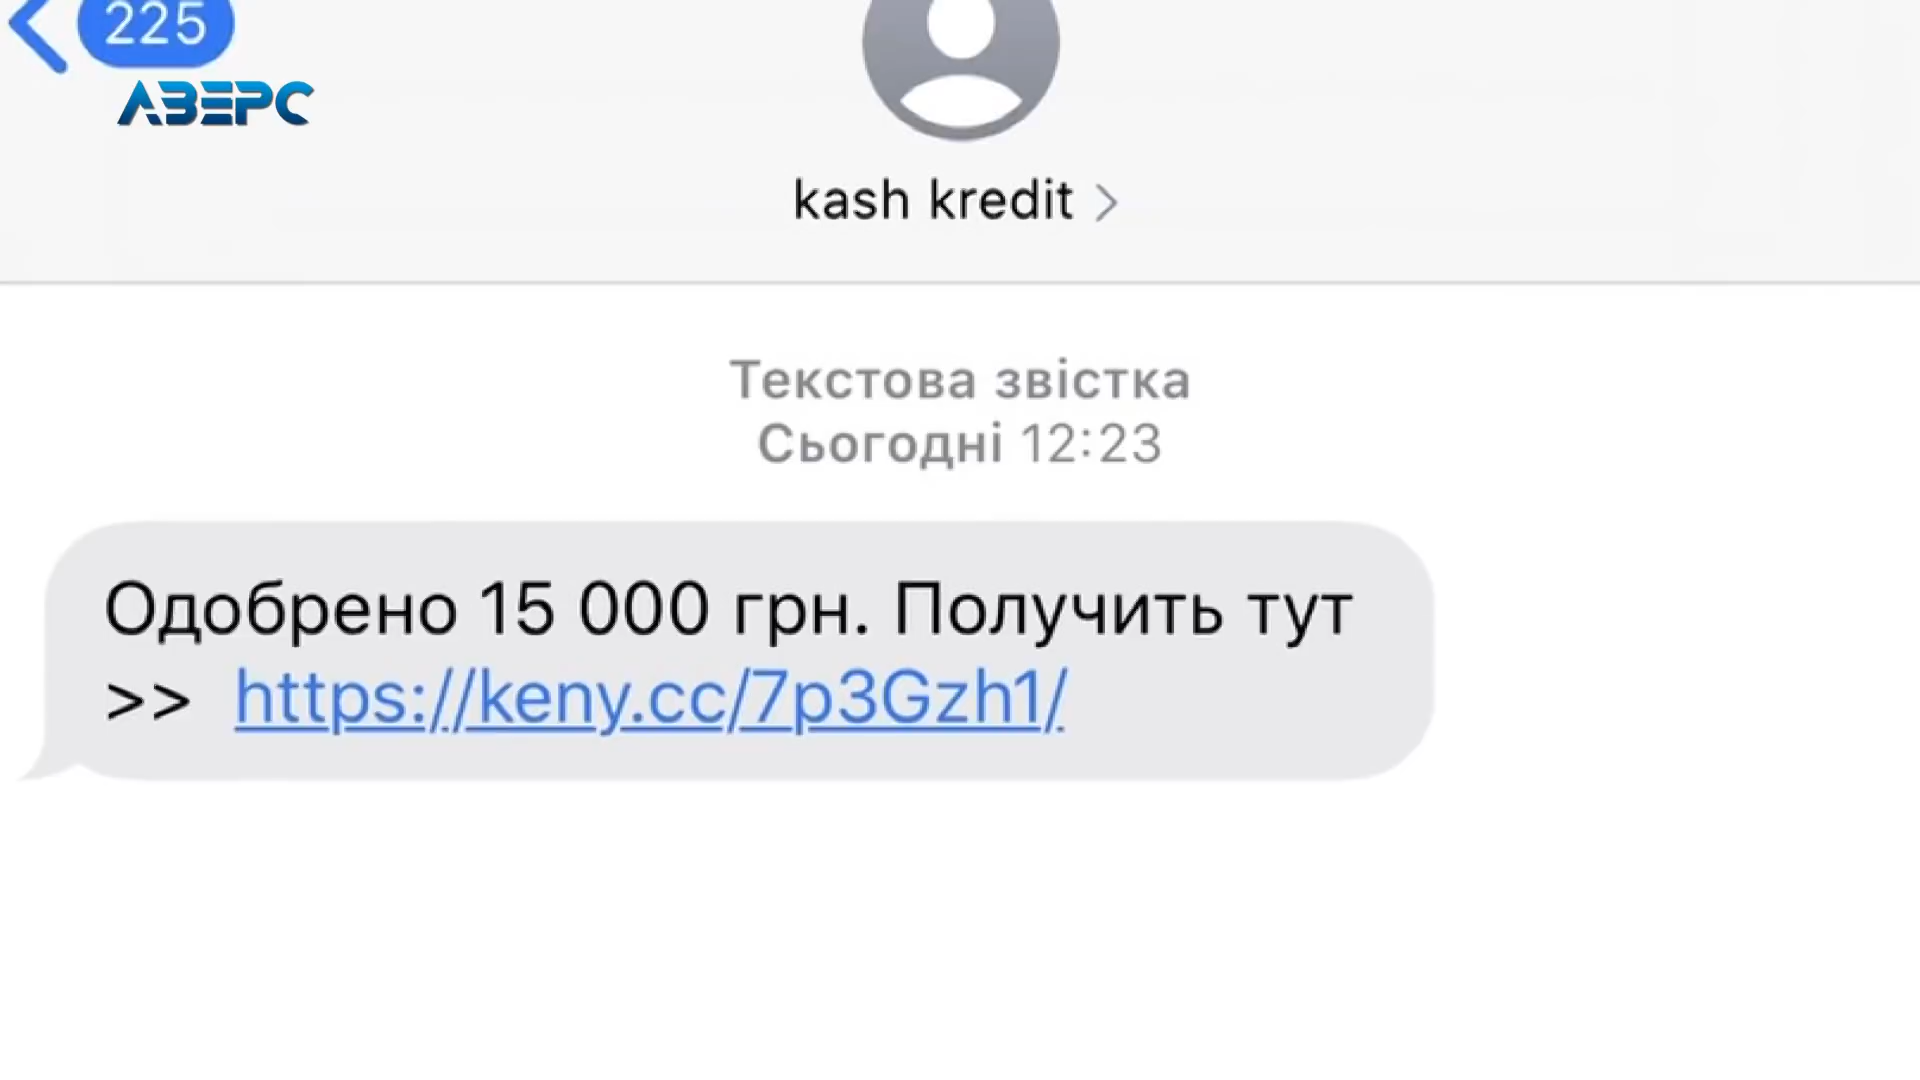 225
АВЕРС
kash kredit
Текстова звістка
Сьогодні 12:23
Одобрено 15 000 грн. Получить тут
>> https://keny.cc/7p3Gzh1/